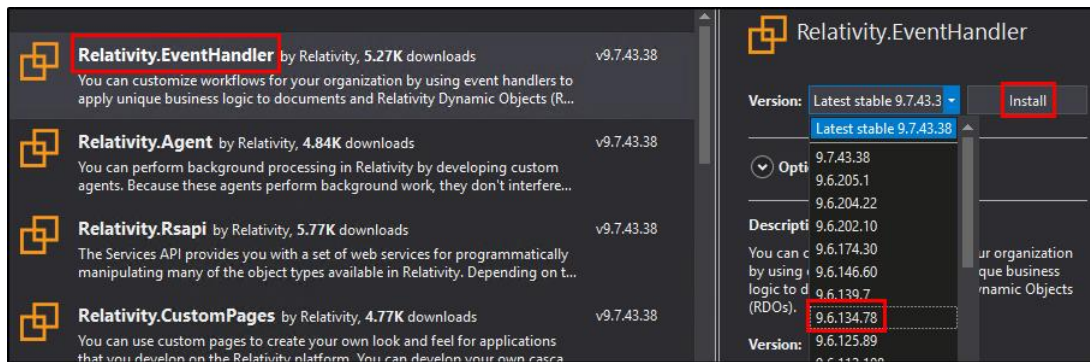 Relativity.EventHandler by Relativity, 5.27K downloads v9.7.43.38
You can customize workflows for your organization by using event handlers to
apply unique business logic to documents and Relativity Dynamic Objects (R...
Relativity.Agent by Relativity, 4.84K downloads v9.7.43.38
You can perform background processing in Relativity by developing custom
agents. Because these agents perform background work, they don't interfere...
Relativity.Rsapi by Relativity, 5.77K downloads v9.7.43.38
The Services API provides you with a set of web services for programmatically
manipulating many of the object types available in Relativity. Depending on t...
Relativity.CustomPages by Relativity, 4.77K downloads v9.7.43.38
You can use custom pages to create your own look and feel for applications
that you develop on the Relativity platform. You can develop your own casca
Relativity.EventHandler
Version: Latest stable 9.7.43.3 Install
Latest stable 9.7.43.38
9.7.43.38
9.6.205.1
Opti
9.6.204.22
Descripti 9.6.202.10
9.6.174.30
You can c ur organization
by using 9.6.146.60 que business
logic to d 9.6.139.7 namic Objects
(RDOs). 9.6.134.78
Version: 9.6.125.89